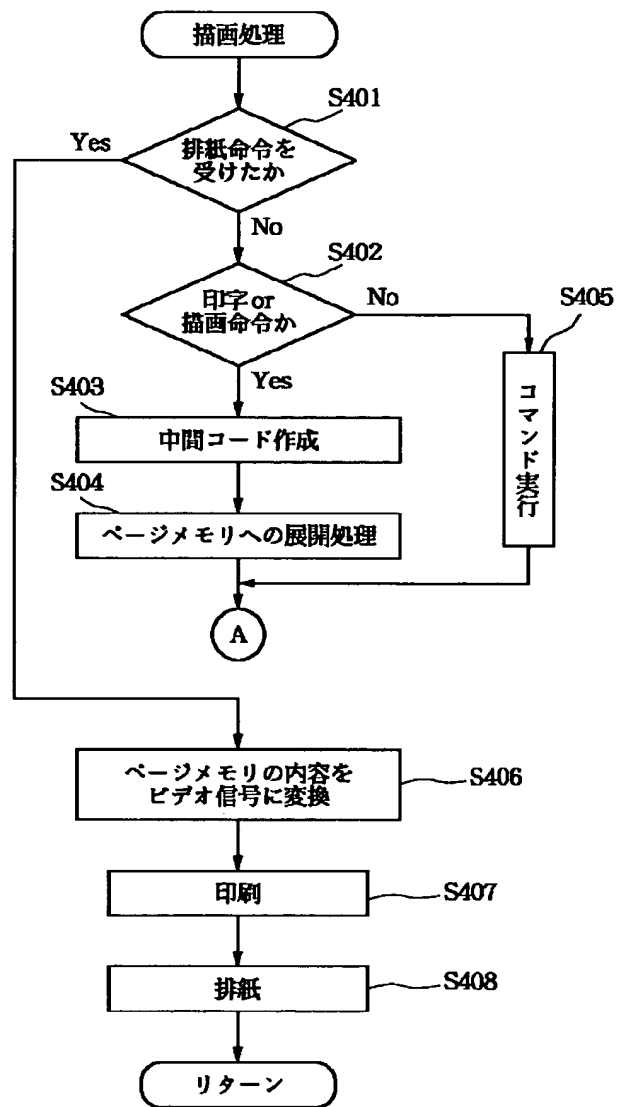 描画処理
S401
Yes
排紙命令を
受けたか
No
S402
印字or
描画命令か
No
S405
Yes
S403
中間コード作成
コマンド実行
S404
ページメモリへの展開処理
A
ページメモリの内容を
ビデオ信号に変換
S406
印刷
S407
排紙
S408
リターン